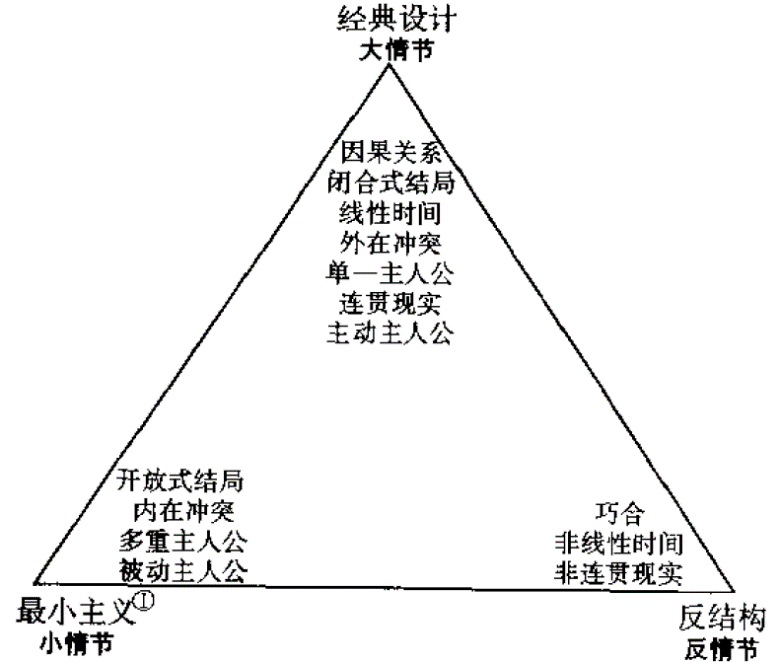 经典设计
大情节
因果关系
闭合式结局
线性时间
外在冲突
单一主人公
连贯现实
主动主人公
开放式结局
内在冲突
多重主人公
被动主人公
巧合
非线性时间
非连贯现实
最小主义①
小情节
反结构
反情节